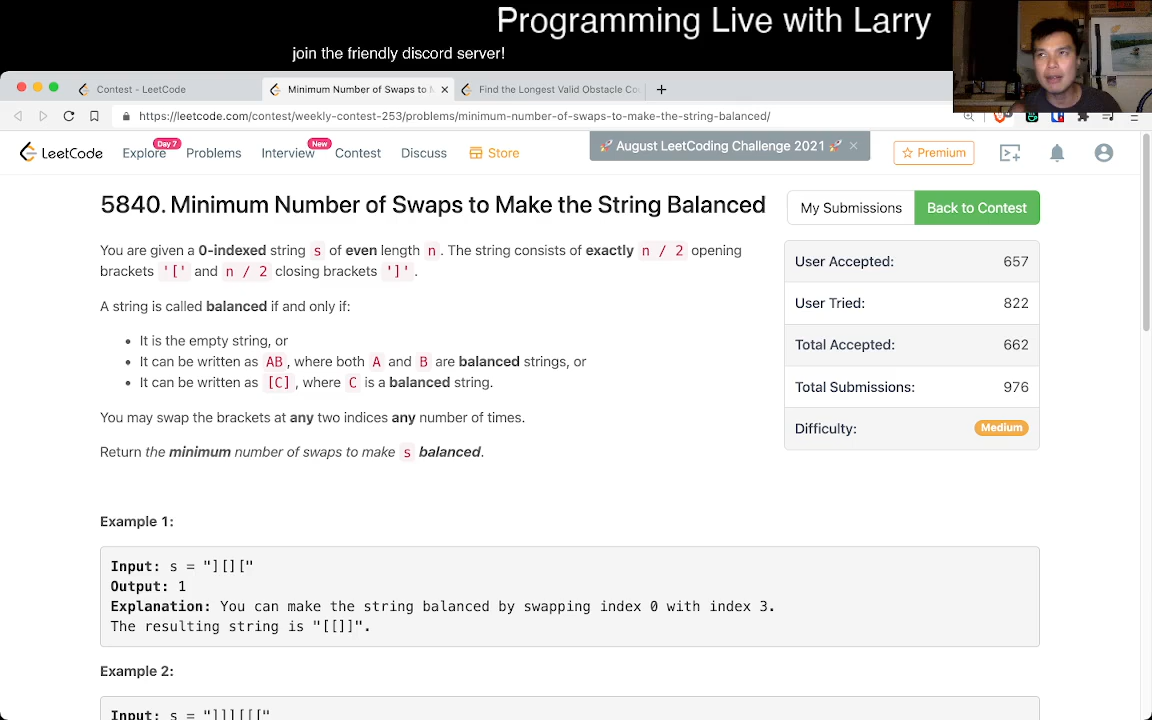 Programming Live with Larry
join the friendly discord server!
Contest - LeetCode
Minimum Number of Swaps to M
Find the Longest Valid Obstacle Co
https://leetcode.com/contest/weekly-contest-253/problems/minimum-number-of-swaps-to-make-the-string-balanced/
LeetCode
Explore
Day 7
Problems
Interview
New
Contest
Discuss
Store
🚀 August LeetCoding Challenge 2021 🚀
Premium
5840. Minimum Number of Swaps to Make the String Balanced
My Submissions
Back to Contest
You are given a 0-indexed string s of even length n. The string consists of exactly n / 2 opening
brackets '[' and n / 2 closing brackets ']'.
A string is called balanced if and only if:
• It is the empty string, or
• It can be written as AB, where both A and B are balanced strings, or
• It can be written as [C], where C is a balanced string.
You may swap the brackets at any two indices any number of times.
Return the minimum number of swaps to make s balanced.
User Accepted: 657
User Tried: 822
Total Accepted: 662
Total Submissions: 976
Difficulty: Medium
Example 1:
Input: s = "][]["
Output: 1
Explanation: You can make the string balanced by swapping index 0 with index 3.
The resulting string is "[[]]".
Example 2:
Input: s = "]]][[["